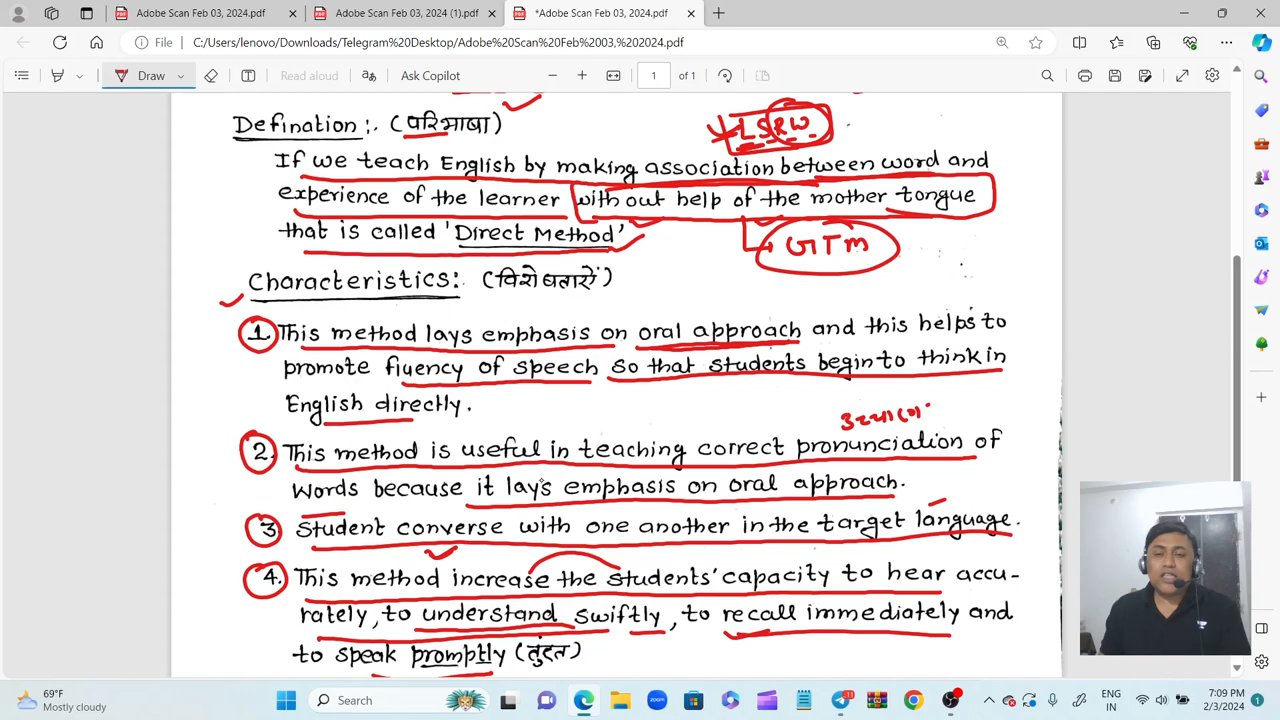 Adobe Scan Feb 03, 2024.pdf
Adobe Scan Feb 03, 2024 (1).pdf
*Adobe Scan Feb 03, 2024.pdf
File
C:/Users/lenovo/Downloads/Telegram%20Desktop/Adobe%20Scan%20Feb%2003,%202024.pdf
Draw
Read aloud
Ask Copilot
1 of 1
Defination:. (परिभाषा)
LSRW
If we teach English by making association between word and
experience of the learner with out help of the mother tongue
that is called 'Direct Method'
GTM
Characteristics: (विशेषताएँ)
1. This method lays emphasis on oral approach and this helps to
promote fluency of speech so that students begin to think in
English directly.
2. This method is useful in teaching correct pronunciation of
words because it lays emphasis on oral approach.
3 Student converse with one another in the target language.
4. This method increase the students' capacity to hear accu-
rately, to understand swiftly, to recall immediately and
to speak promptly (तुंरत)
69°F
Mostly cloudy
Search
11
ENG
IN
7:09 PM
2/3/2024
1